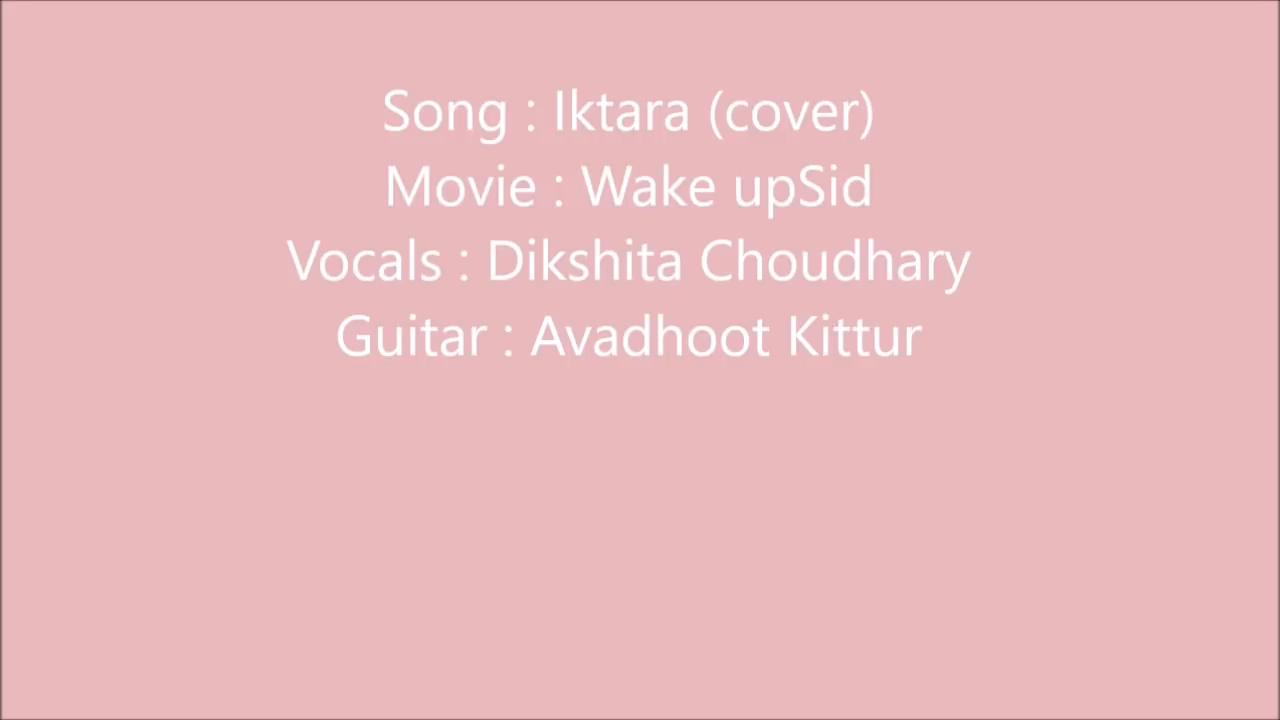 Song : Iktara (cover)
Movie : Wake upSid
Vocals : Dikshita Choudhary
Guitar : Avadhoot Kittur